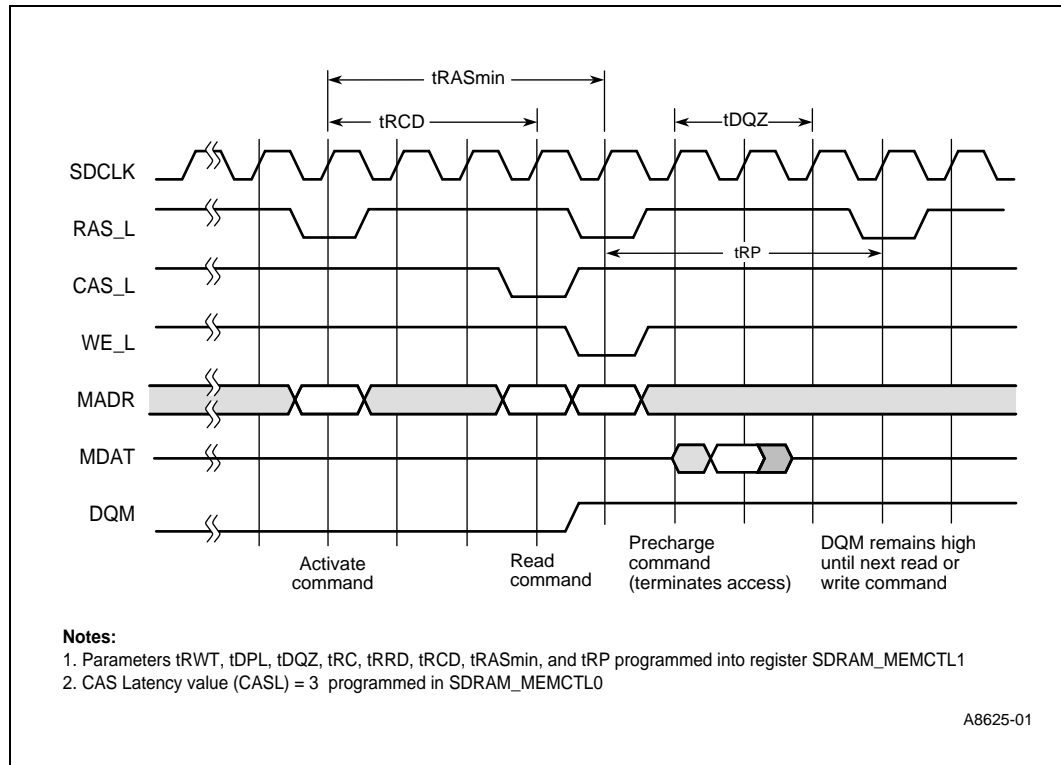 tRASmin
tRCD
tDQZ
SDCLK
RAS_L
tRP
CAS_L
WE_L
MADR
MDAT
DQM
Activate
command
Read
command
Precharge
command
(terminates access)
DQM remains high
until next read or
write command
Notes:
1. Parameters tRWT, tDPL, tDQZ, tRC, tRRD, tRCD, tRASmin, and tRP programmed into register SDRAM_MEMCTL1
2. CAS Latency value (CASL) = 3 programmed in SDRAM_MEMCTL0
A8625-01